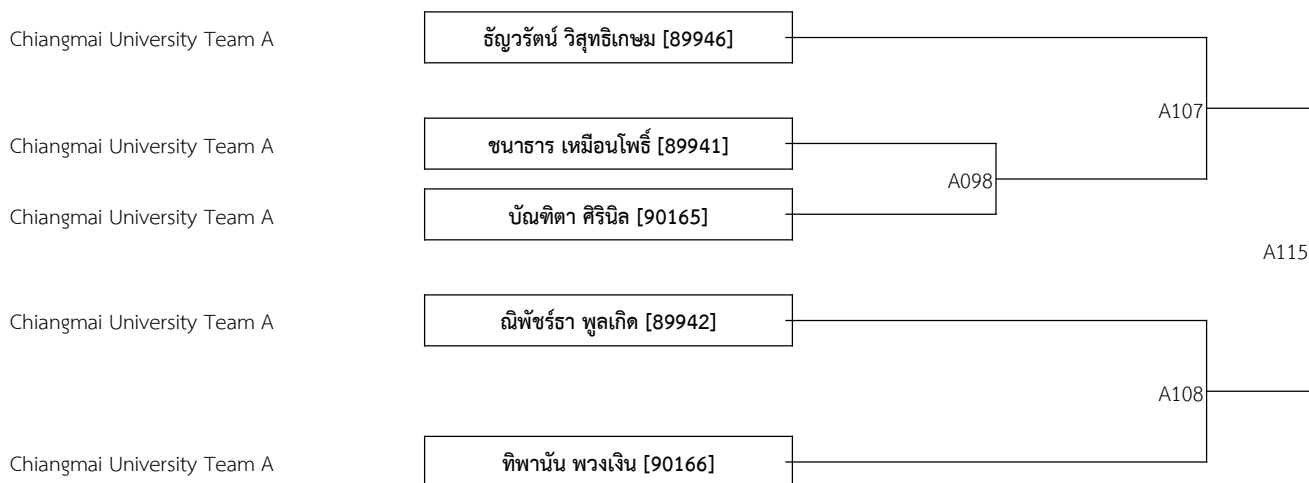 Chiangmai University Team A
ธัญวรัตน์ วิสุทธิเกษม [89946]
A107
Chiangmai University Team A
ชนาธาร เหมือนโพธิ์ [89941]
A098
Chiangmai University Team A
บัณฑิตา ศิรินิล [90165]
A115
Chiangmai University Team A
ณิพัชร์ธา พูลเกิด [89942]
A108
Chiangmai University Team A
ทิพานัน พวงเงิน [90166]